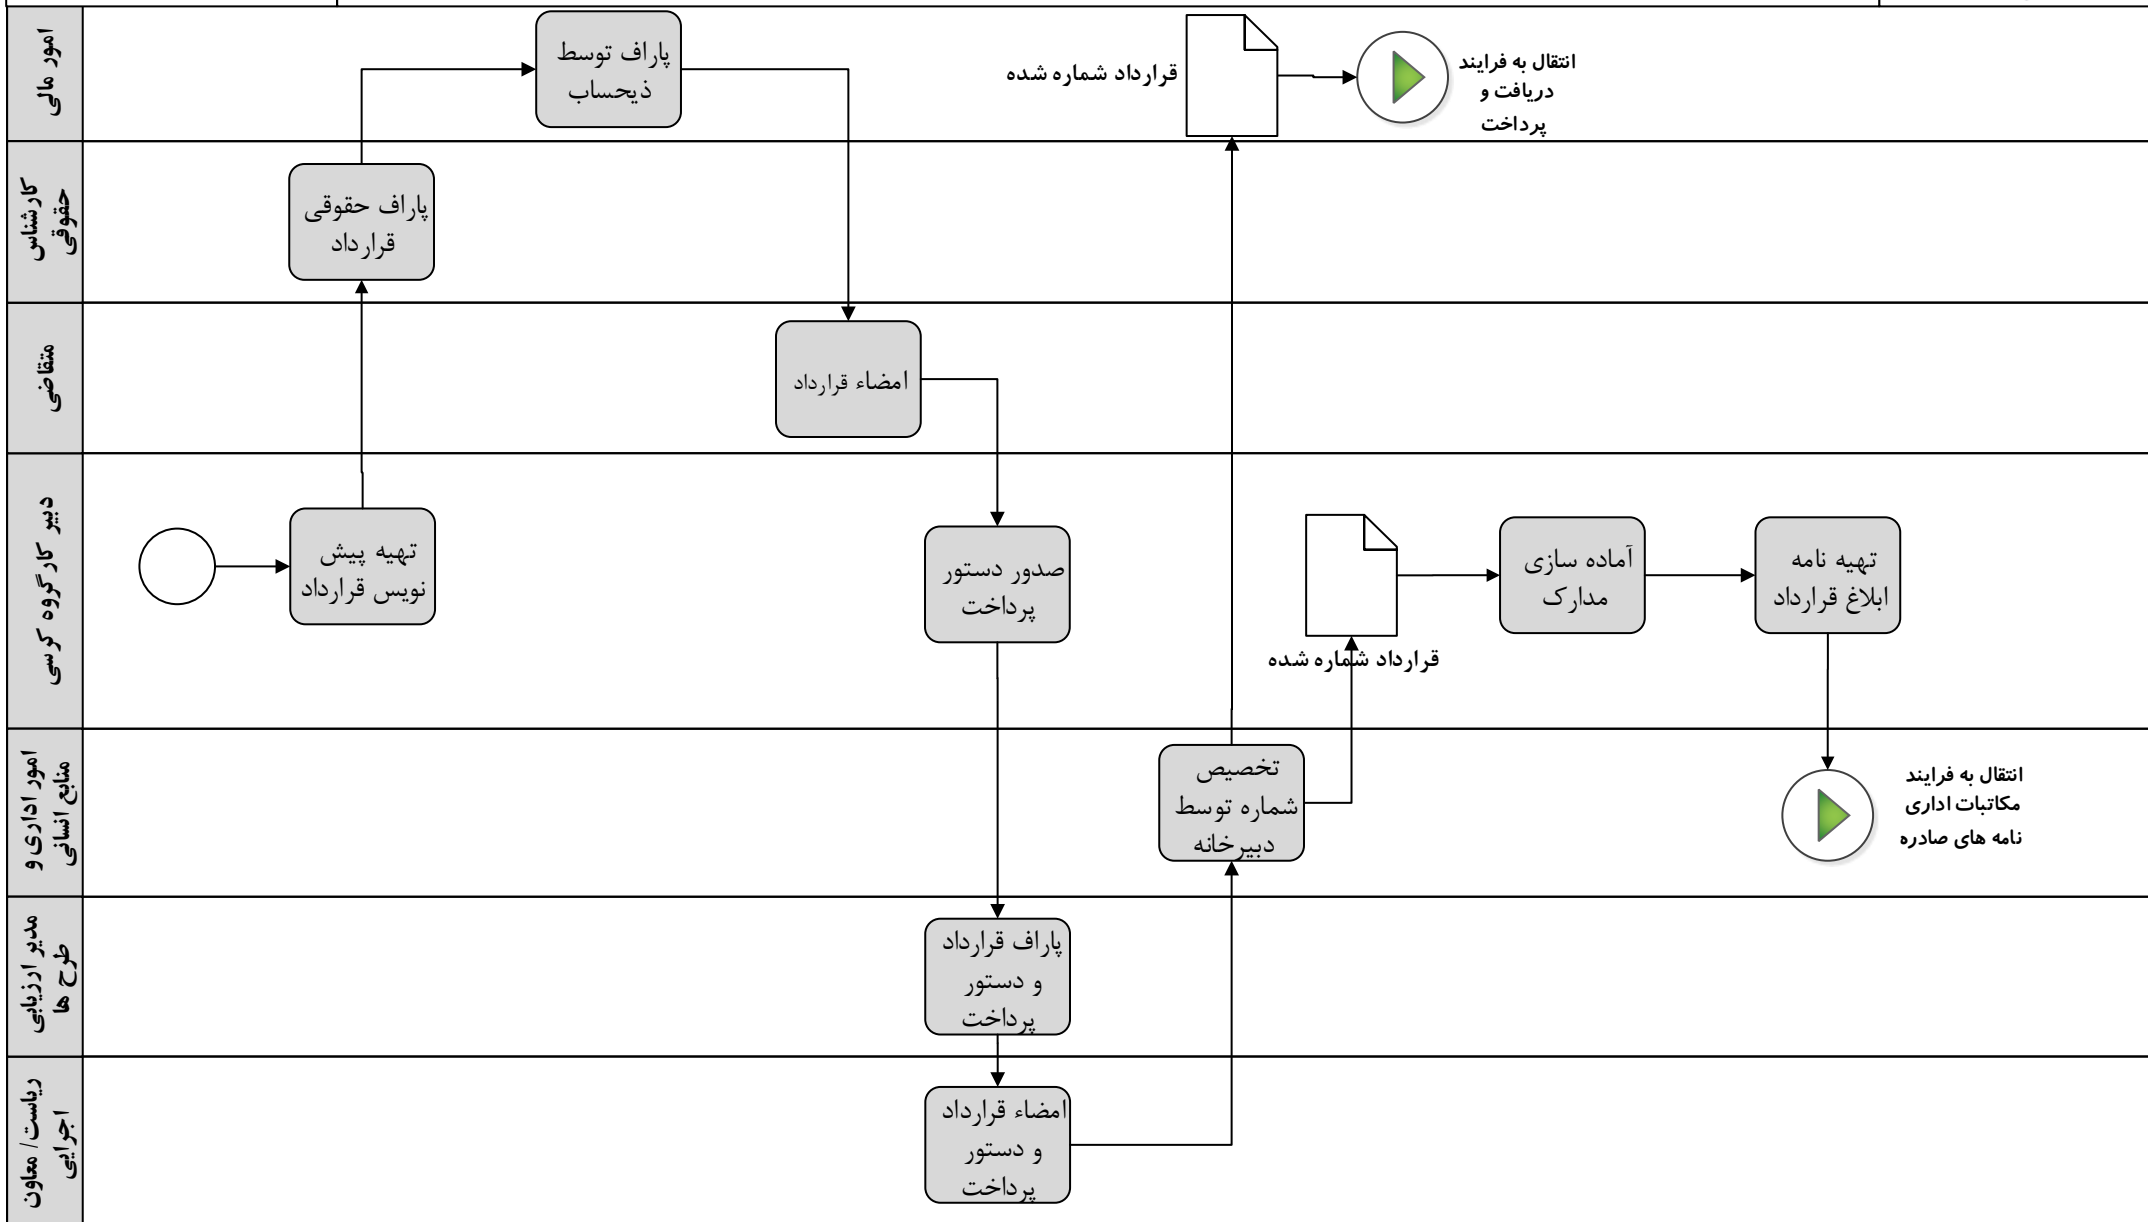 امور مالی
پاراف توسط
ذیحساب
قرارداد شماره شده
انتقال به فرایند
دریافت و
پرداخت
کارشناس
حقوقی
پاراف حقوقی
قرارداد
متقاضی
امضاء قرارداد
دبیر کارگروه کرسی
تهیه پیش
نویس قرارداد
صدور دستور
پرداخت
قرارداد شماره شده
آماده سازی
مدارک
تهیه نامه
ابلاغ قرارداد
امور اداری و
منابع انسانی
تخصیص
شماره توسط
دبیرخانه
انتقال به فرایند
مکاتبات اداری
نامه های صادره
مدیر ارزیابی
طرح ها
پاراف قرارداد
و دستور
پرداخت
ریاست/ معاون
اجرایی
امضاء قرارداد
و دستور
پرداخت